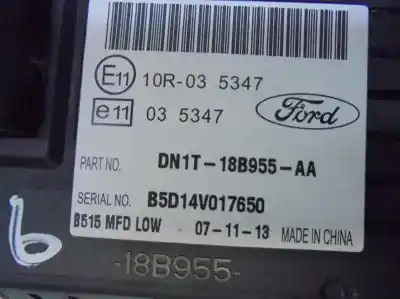 E11 10R-03 5347
e11 03 5347
Ford
PART NO. DN1T-18B955-AA
SERIAL NO. B5D14V017650
B515 MFD LOW 07-11-13 MADE IN CHINA
-18B955-
6